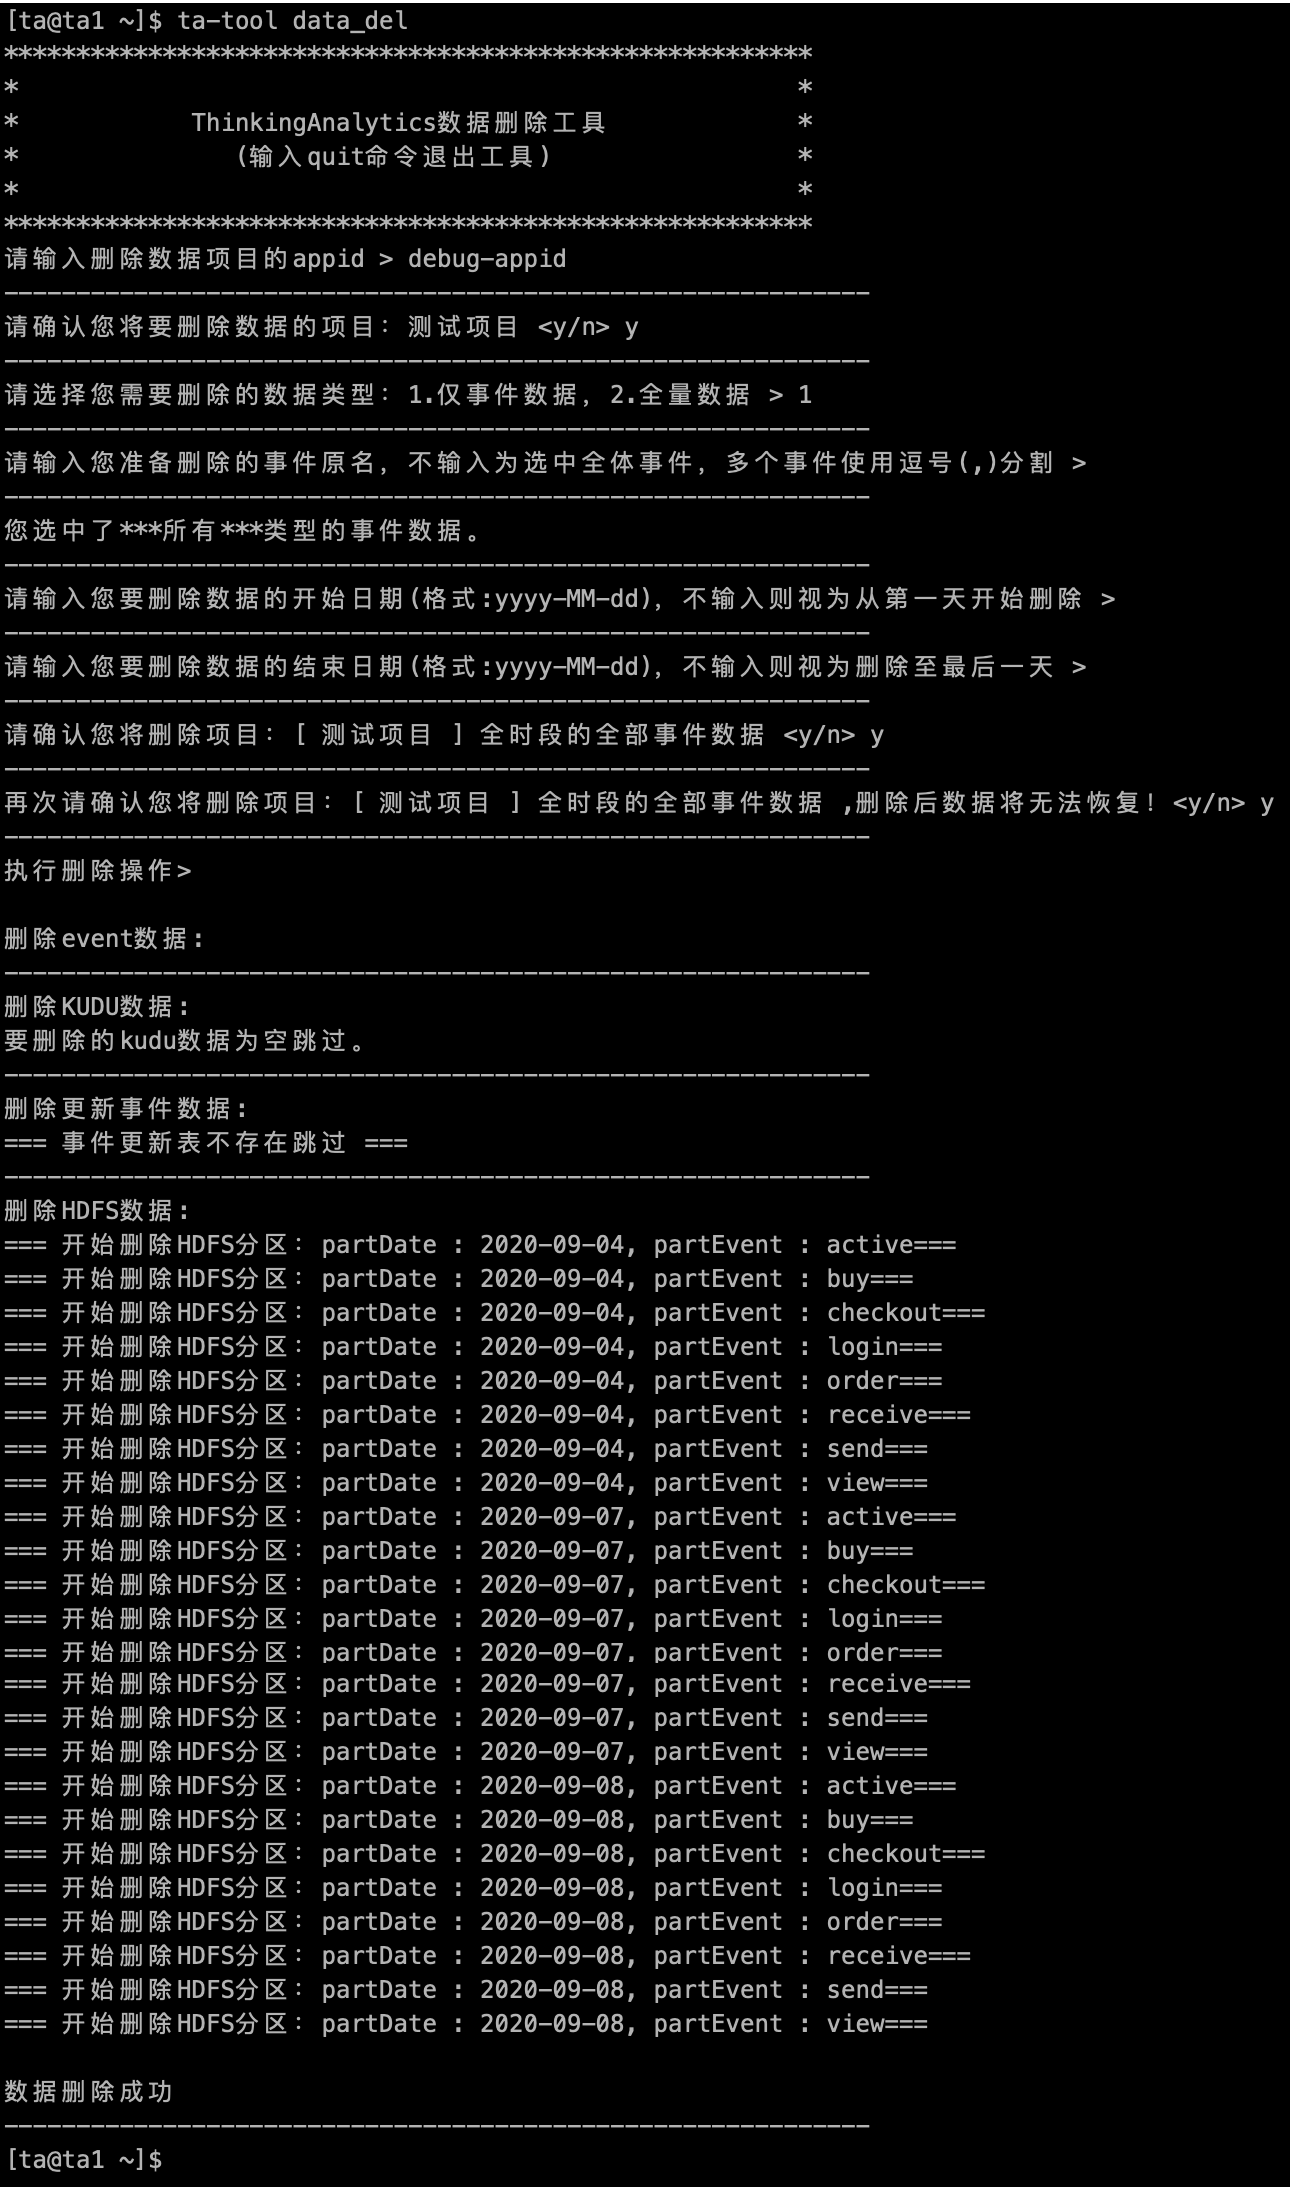 [ta@ta1 ~]$ ta-tool data_del
********************************************************
*                                                      *
*            ThinkingAnalytics数据删除工具             *
*               (输入quit命令退出工具)                 *
*                                                      *
********************************************************
请输入删除数据项目的appid > debug-appid
------------------------------------------------------------
请确认您将要删除数据的项目：测试项目 <y/n> y
------------------------------------------------------------
请选择您需要删除的数据类型：1.仅事件数据，2.全量数据 > 1
------------------------------------------------------------
请输入您准备删除的事件原名，不输入为选中全体事件，多个事件使用逗号(,)分割 >
------------------------------------------------------------
您选中了***所有***类型的事件数据。
------------------------------------------------------------
请输入您要删除数据的开始日期(格式:yyyy-MM-dd)，不输入则视为从第一天开始删除 >
------------------------------------------------------------
请输入您要删除数据的结束日期(格式:yyyy-MM-dd)，不输入则视为删除至最后一天 >
------------------------------------------------------------
请确认您将删除项目：[ 测试项目 ] 全时段的全部事件数据 <y/n> y
------------------------------------------------------------
再次请确认您将删除项目：[ 测试项目 ] 全时段的全部事件数据 ,删除后数据将无法恢复！<y/n> y
------------------------------------------------------------
执行删除操作>
删除event数据:
------------------------------------------------------------
删除KUDU数据:
要删除的kudu数据为空跳过。
------------------------------------------------------------
删除更新事件数据:
=== 事件更新表不存在跳过 ===
------------------------------------------------------------
删除HDFS数据:
=== 开始删除HDFS分区：partDate : 2020-09-04, partEvent : active===
=== 开始删除HDFS分区：partDate : 2020-09-04, partEvent : buy===
=== 开始删除HDFS分区：partDate : 2020-09-04, partEvent : checkout===
=== 开始删除HDFS分区：partDate : 2020-09-04, partEvent : login===
=== 开始删除HDFS分区：partDate : 2020-09-04, partEvent : order===
=== 开始删除HDFS分区：partDate : 2020-09-04, partEvent : receive===
=== 开始删除HDFS分区：partDate : 2020-09-04, partEvent : send===
=== 开始删除HDFS分区：partDate : 2020-09-04, partEvent : view===
=== 开始删除HDFS分区：partDate : 2020-09-07, partEvent : active===
=== 开始删除HDFS分区：partDate : 2020-09-07, partEvent : buy===
=== 开始删除HDFS分区：partDate : 2020-09-07, partEvent : checkout===
=== 开始删除HDFS分区：partDate : 2020-09-07, partEvent : login===
=== 开始删除HDFS分区：partDate : 2020-09-07, partEvent : order===
=== 开始删除HDFS分区：partDate : 2020-09-07, partEvent : receive===
=== 开始删除HDFS分区：partDate : 2020-09-07, partEvent : send===
=== 开始删除HDFS分区：partDate : 2020-09-07, partEvent : view===
=== 开始删除HDFS分区：partDate : 2020-09-08, partEvent : active===
=== 开始删除HDFS分区：partDate : 2020-09-08, partEvent : buy===
=== 开始删除HDFS分区：partDate : 2020-09-08, partEvent : checkout===
=== 开始删除HDFS分区：partDate : 2020-09-08, partEvent : login===
=== 开始删除HDFS分区：partDate : 2020-09-08, partEvent : order===
=== 开始删除HDFS分区：partDate : 2020-09-08, partEvent : receive===
=== 开始删除HDFS分区：partDate : 2020-09-08, partEvent : send===
=== 开始删除HDFS分区：partDate : 2020-09-08, partEvent : view===
数据删除成功
------------------------------------------------------------
[ta@ta1 ~]$